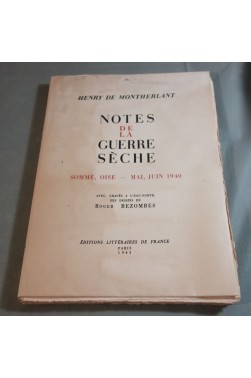 HENRY DE MONTHERLANT
NOTES
DE
LA
GUERRE
SÈCHE
SOMME, OISE – MAI, JUIN 1940
AVEC, GRAVÉS A L'EAU-FORTE,
DES DESSINS DE
ROGER BEZOMBES
ÉDITIONS LITTÉRAIRES DE FRANCE
PARIS